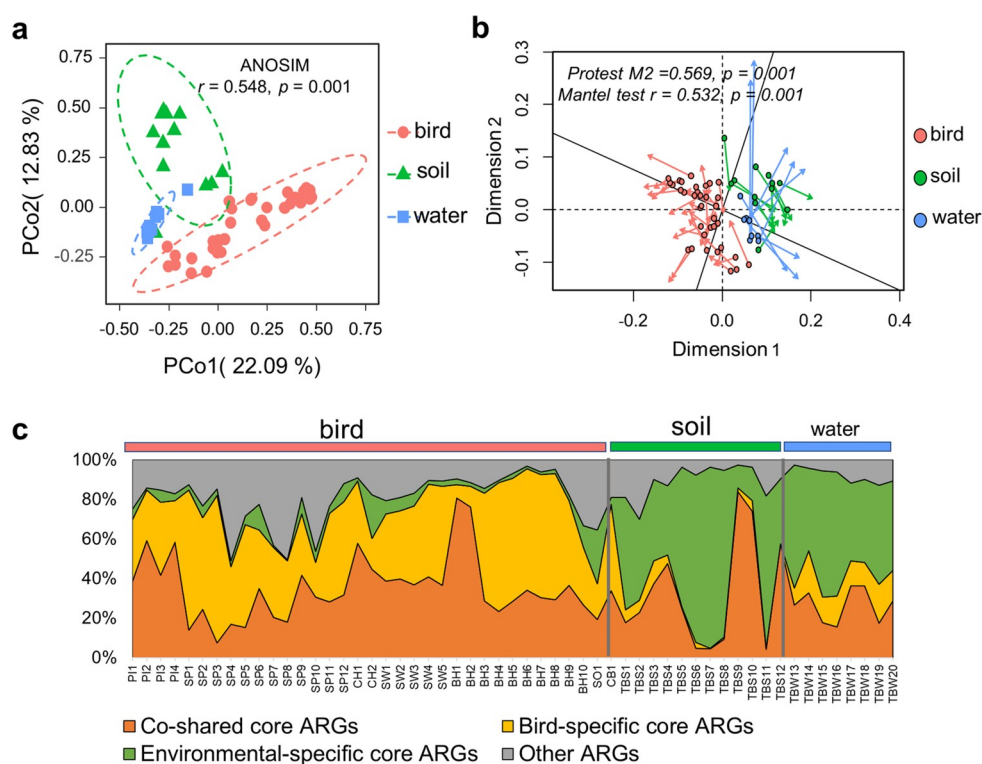 a
0.75
0.50
0.25
0.00
-0.25
PCo2( 12.83 %)
ANOSIM
r = 0.548, p = 0.001
-0.50 -0.25 0.00 0.25 0.50 0.75
PCo1( 22.09 %)
bird
soil
water
b
0.3
0.2
0.1
0.0
-0.1
Dimension 2
Protest M2 =0.569, p = 0.001
Mantel test r = 0.532, p = 0.001
-0.2 0.0 0.2 0.4
Dimension 1
bird
soil
water
c
bird soil water
100%
80%
60%
40%
20%
0%
PI1 PI2 PI3 PI4 SP1 SP2 SP3 SP4 SP5 SP6 SP7 SP8 SP9 SP10 SP11 SP12 CH1 CH2 SW1 SW2 SW3 SW4 SW5 BH1 BH2 BH3 BH4 BH5 BH6 BH7 BH8 BH9 BH10 SO1 CB1 TBS1 TBS2 TBS3 TBS4 TBS5 TBS6 TBS7 TBS8 TBS9 TBS10 TBS11 TBS12 TBW13 TBW14 TBW15 TBW16 TBW17 TBW18 TBW19 TBW20
Co-shared core ARGs Bird-specific core ARGs
Environmental-specific core ARGs Other ARGs